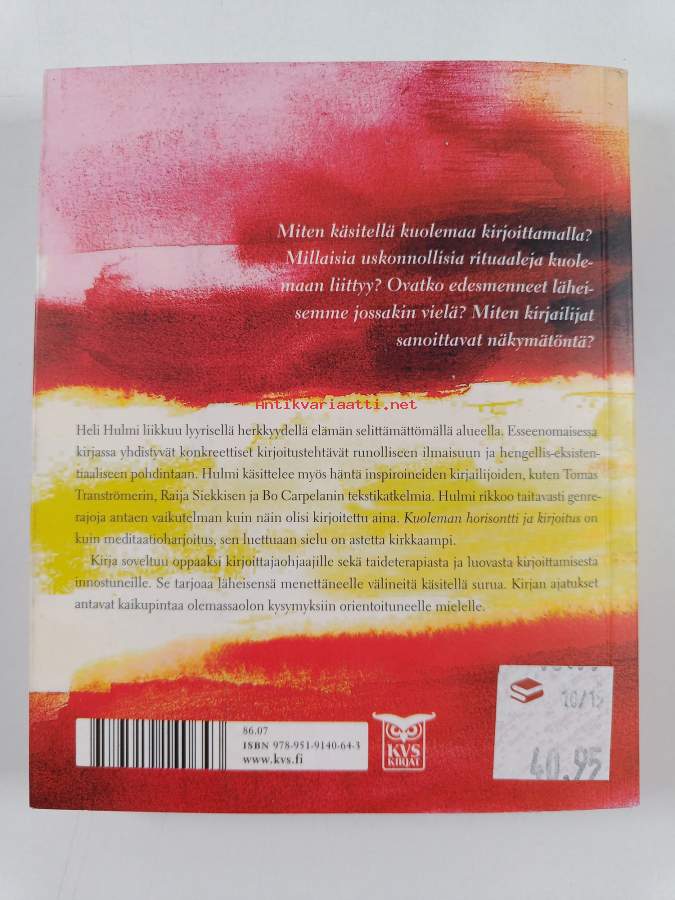 Miten käsitellä kuolemaa kirjoittamalla?
Millaisia uskonnollisia rituaaleja kuole-
maan liittyy? Ovatko edesmenneet lähei-
semme jossakin vielä? Miten kirjailijat
sanoittavat näkymätöntä?
Antikvariaatti.net
Heli Hulmi liikkuu lyyrisellä herkkyydellä elämän selittämättömällä alueella. Esseenomaisessa
kirjassa yhdistyvät konkreettiset kirjoitustehtävät runolliseen ilmaisuun ja hengellis-eksisten-
tiaaliseen pohdintaan. Hulmi käsittelee myös häntä inspiroineiden kirjailijoiden, kuten Tomas
Tranströmerin, Raija Siekkisen ja Bo Carpelanin tekstikatkelmia. Hulmi rikkoo taitavasti genre-
rajoja antaen vaikutelman kuin näin olisi kirjoitettu aina. Kuoleman horisontti ja kirjoitus on
kuin meditaatioharjoitus, sen luettuaan sielu on astetta kirkkaampi.
Kirja soveltuu oppaaksi kirjoittajaohjaajille sekä taideterapiasta ja luovasta kirjoittamisesta
innostuneille. Se tarjoaa läheisensä menettäneelle välineitä käsitellä surua. Kirjan ajatukset
antavat kaikupintaa olemassaolon kysymyksiin orientoituneelle mielelle.
86.07
ISBN 978-951-9140-64-3
www.kvs.fi
KVS
KIRJAT
10/15
40.95